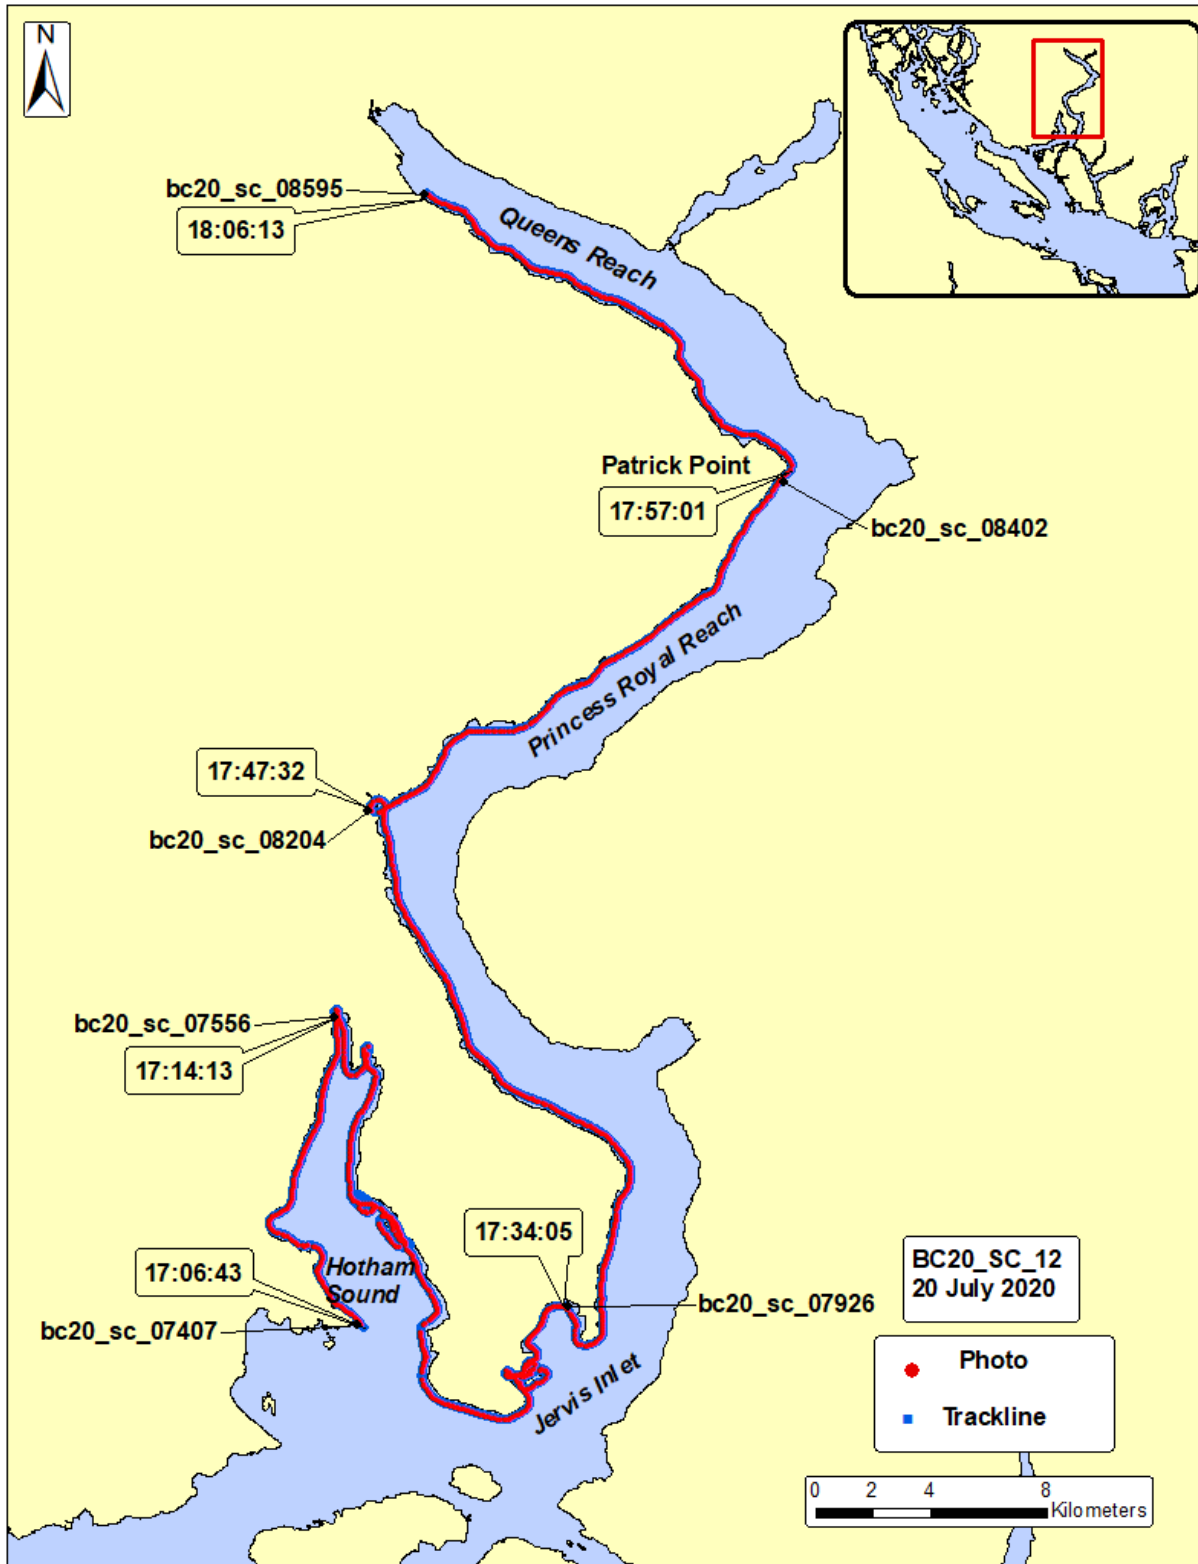 N
bc20_sc_08595
18:06:13
Queens Reach
Patrick Point
17:57:01
bc20_sc_08402
Princess Royal Reach
17:47:32
bc20_sc_08204
bc20_sc_07556
17:14:13
17:34:05
Hotham
Sound
17:06:43
bc20_sc_07407
bc20_sc_07926
Jervis Inlet
BC20_SC_12
20 July 2020
Photo
Trackline
0 2 4 8
Kilometers